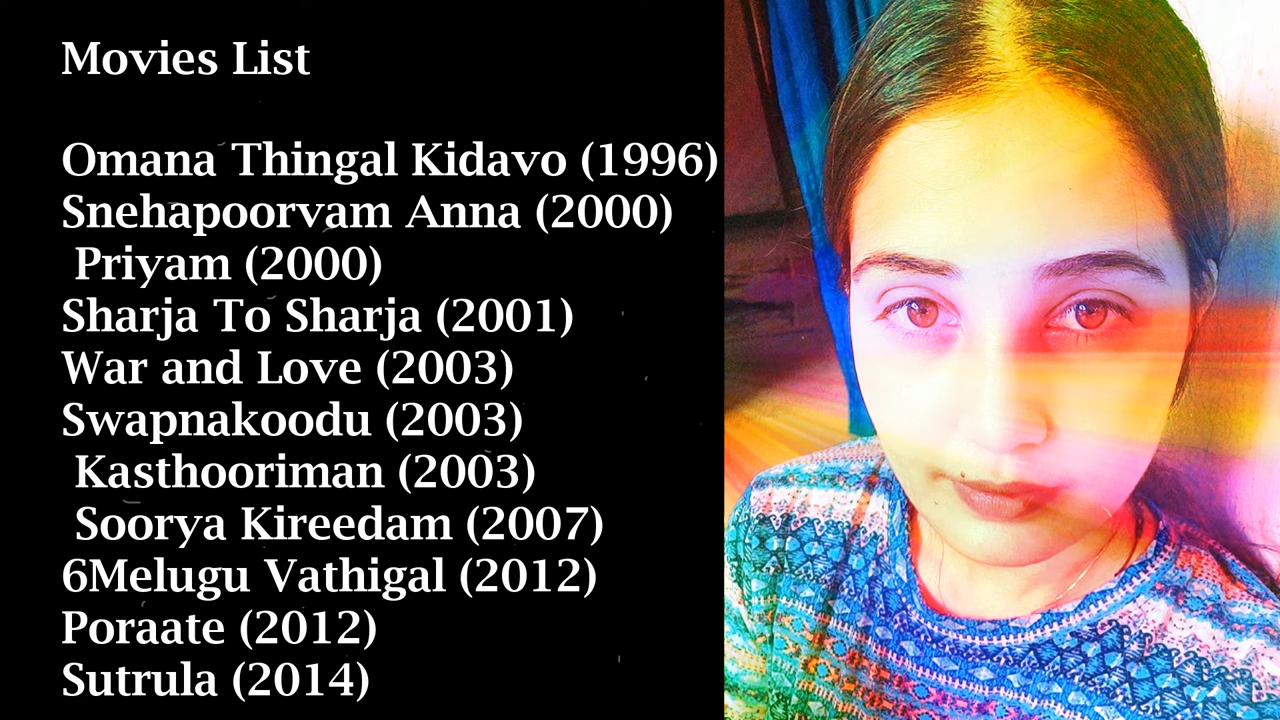 Movies List
Omana Thingal Kidavo (1996)
Snehapoorvam Anna (2000)
Priyam (2000)
Sharja To Sharja (2001)
War and Love (2003)
Swapnakoodu (2003)
Kasthooriman (2003)
Soorya Kireedam (2007)
6Melugu Vathigal (2012)
Poraate (2012)
Sutrula (2014)